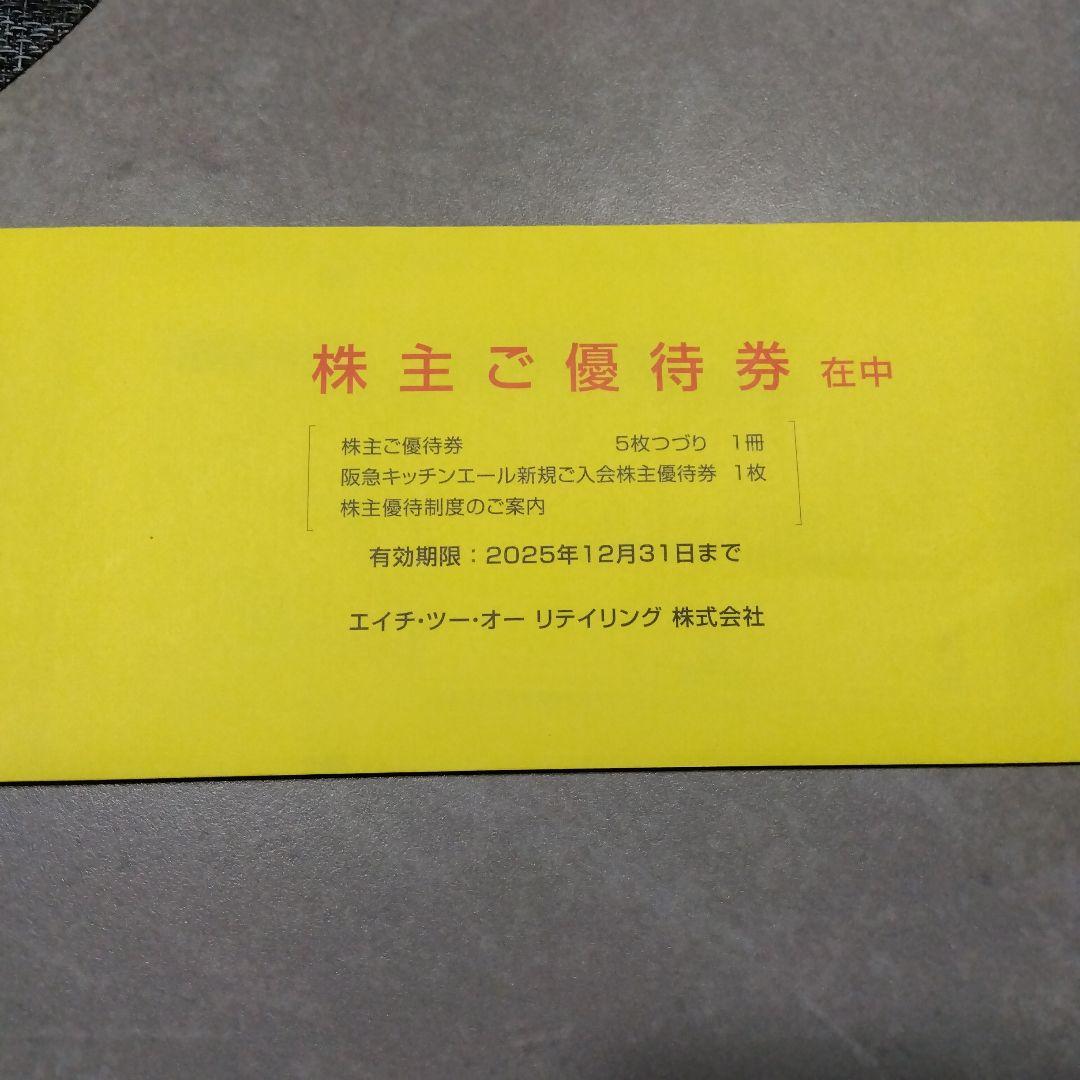 株主ご優待券 在中
株主ご優待券 5枚つづり 1冊
阪急キッチンエール新規ご入会株主優待券 1枚
株主優待制度のご案内
有効期限：2025年12月31日まで
エイチ・ツー・オー リテイリング 株式会社